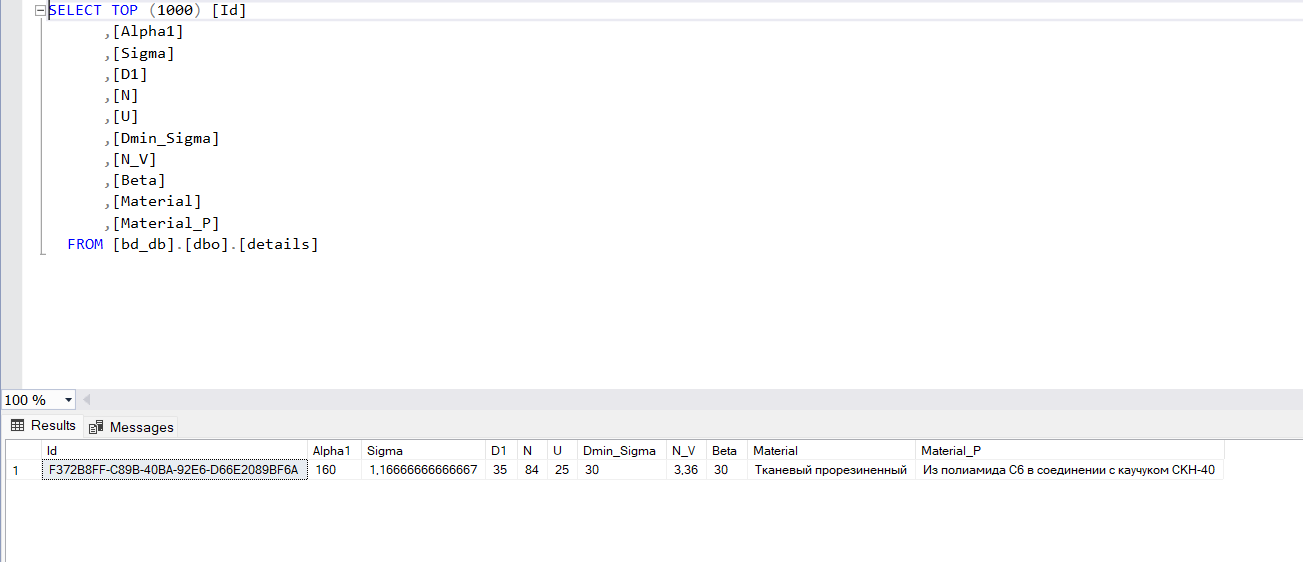 SELECT TOP (1000) [Id]
,[Alpha1]
,[Sigma]
,[D1]
,[N]
,[U]
,[Dmin_Sigma]
,[N_V]
,[Beta]
,[Material]
,[Material_P]
FROM [bd_db].[dbo].[details]
100 %
Results Messages
Id Alpha1 Sigma D1 N U Dmin_Sigma N_V Beta Material Material_P
1 F372B8FF-C89B-40BA-92E6-D66E2089BF6A 160 1,16666666666667 35 84 25 30 3,36 30 Тканевый прорезиненный Из полиамида С6 в соединении с каучуком СКН-40